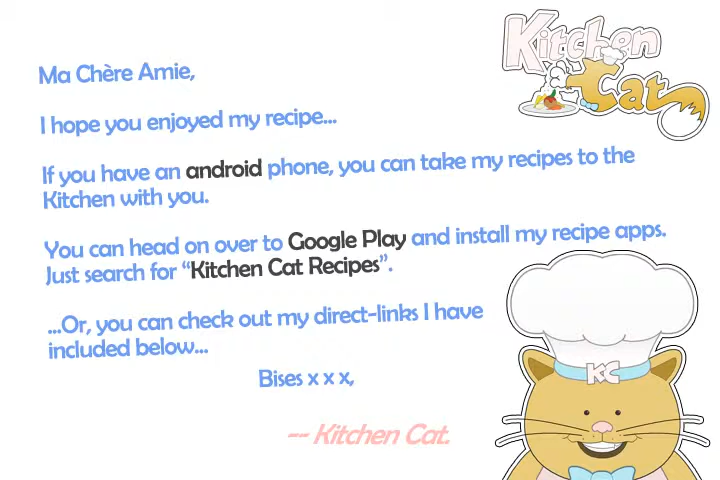 Kitchen
Cat
Ma Chère Amie,
I hope you enjoyed my recipe...
If you have an android phone, you can take my recipes to the
Kitchen with you.
You can head on over to Google Play and install my recipe apps.
Just search for “Kitchen Cat Recipes”.
...Or, you can check out my direct-links I have
included below...
Bises x x x,
-- Kitchen Cat.
KC